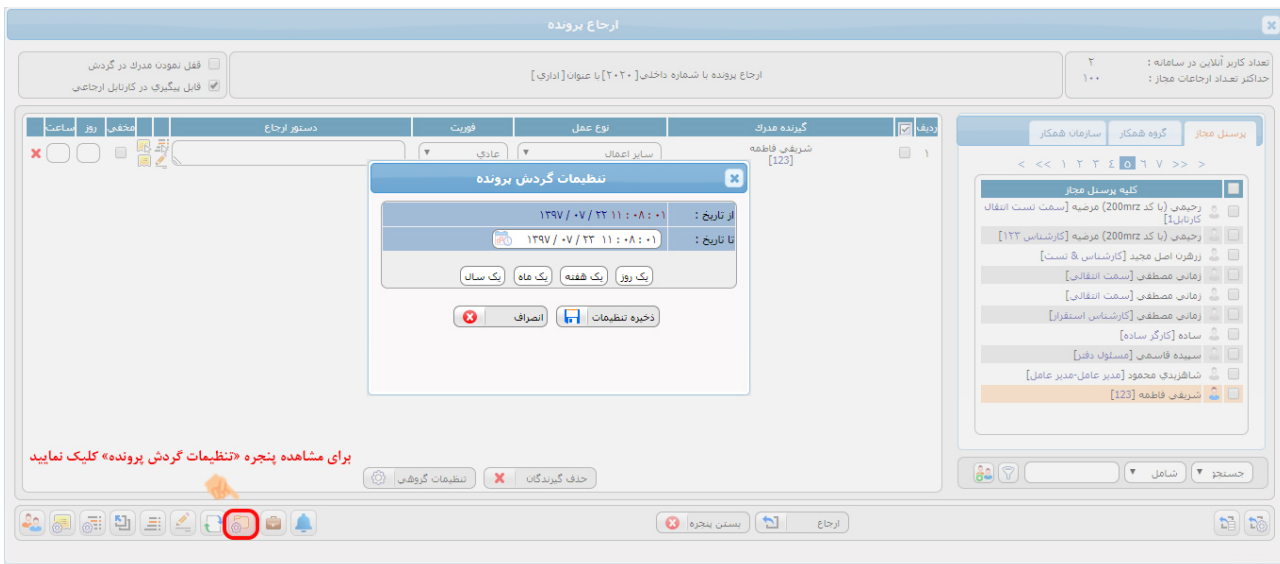 ارجاع پرونده
تعداد کاربر آنلاین در سامانه : ۲
حداکثر تعداد ارجاعات مجاز : ۱۰۰
ارجاع پرونده با شماره داخلی[ ۲۰۲۰ ] با عنوان[ اداری ]
قفل نمودن مدرک در گردش
قابل پیگیری در کارتابل ارجاعی
پرسنل مجاز
گروه همکار
سازمان همکار
< << ۱ ۲ ۳ ۴ ۵ ۶ ۷ >> >
کلیه پرسنل مجاز
رحیمی (با کد 200mrz) مرضیه [سمت تست انتقال
کارتابل1]
رحیمی (با کد 200mrz) مرضیه [کارشناس ۱۲۳]
زرهرن اصل مجید [کارشناس & تست]
زمانی مصطفی [سمت انتقالی]
زمانی مصطفی [سمت انتقالی]
زمانی مصطفی [کارشناس استقرار]
ساده [کارگر ساده]
سپیده قاسمی [مسئول دفتر]
شاهزیدی محمود [مدیر عامل-مدیر عامل]
شریفی فاطمه [123]
جستجو
شامل
ردیف
گیرنده مدرک
نوع عمل
فوریت
دستور ارجاع
مخفی
روز
ساعت
۱
شریفی فاطمه
[123]
سایر اعمال
عادی
تنظیمات گردش پرونده
از تاریخ : ۱۳۹۷ / ۰۷ / ۲۲ ۱۱ : ۰۸ : ۰۱
تا تاریخ : ۱۳۹۷ / ۰۷ / ۲۳ ۱۱ : ۰۸ : ۰۱
یک روز
یک هفته
یک ماه
یک سال
ذخیره تنظیمات
انصراف
برای مشاهده پنجره «تنظیمات گردش پرونده» کلیک نمایید
حذف گیرندگان
تنظیمات گروهی
ارجاع
بستن پنجره